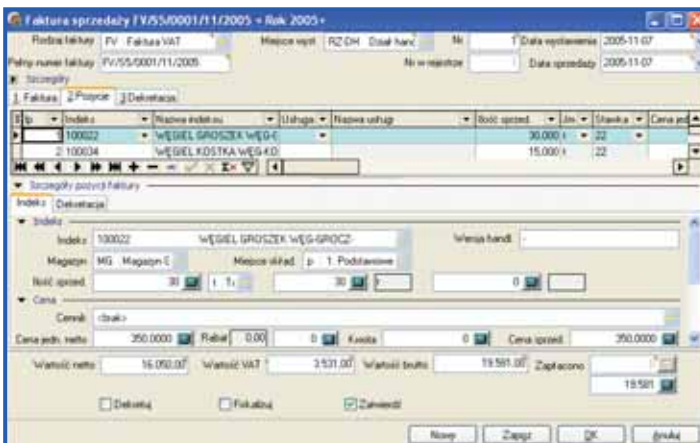 Faktura sprzedaży FV/SS/0001/11/2005 « Rok 2005»
Rodzaj faktury FV Faktura VAT Miejsce wyst. RZ-DH Dział hanc Nr 1 Data wystawienia 2005-11-07
Pełny numer faktury FV/SS/0001/11/2005 Nr w rejestrze Data sprzedaży 2005-11-07
Szczegóły
1 Faktura 2 Pozycje 3 Dekretacja
lp Indeks Nazwa indeksu Usługa Nazwa usługi Ilość sprzed. Jm Stawka Cena jed
1 100022 WĘGIEL GROSZEK WĘG-G 30.000 t 22
2 100034 WĘGIEL KOSTKA WĘG-KO 15.000 t 22
Szczegóły pozycji faktury
Indeks Dekretacja
Indeks
Indeks 100022 WĘGIEL GROSZEK WĘG-GROCZ- Wersja handl. -
Magazyn MG Magazyn G Miejsce skład. p 1. Podstawowe
Ilość sprzed. 30 t 30 0
Cena
Cennik <brak>
Cena jedn. netto 350.0000 Rabat 0.00 0 Kwota 0 Cena sprzed. 350.0000
Wartość netto 16.050.00 Wartość VAT 3.531.00 Wartość brutto 19.581.00 Zapłacono
19.581
Dekretuj Fiskalizuj Zatwierdź
Nowy Zapisz OK Anuluj